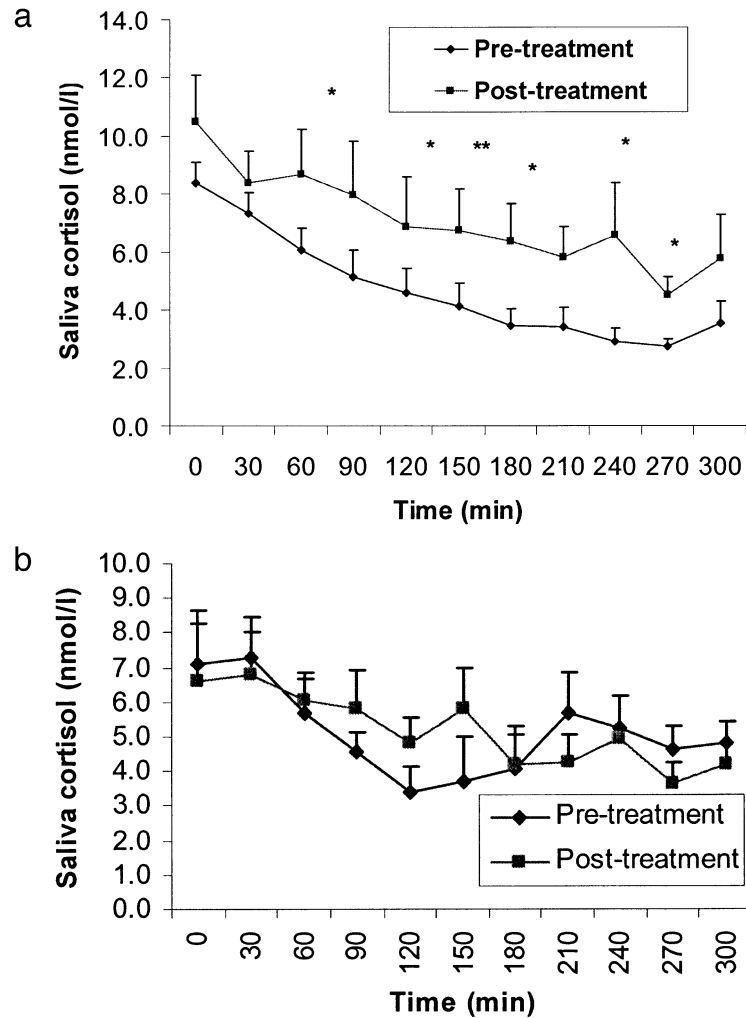 a
Saliva cortisol (nmol/l)
14.0
12.0
10.0
8.0
6.0
4.0
2.0
0.0
Pre-treatment
Post-treatment
*
* ** *
*
*
0 30 60 90 120 150 180 210 240 270 300
Time (min)
b
Saliva cortisol (nmol/l)
10.0
9.0
8.0
7.0
6.0
5.0
4.0
3.0
2.0
1.0
0.0
Pre-treatment
Post-treatment
0 30 60 90 120 150 180 210 240 270 300
Time (min)